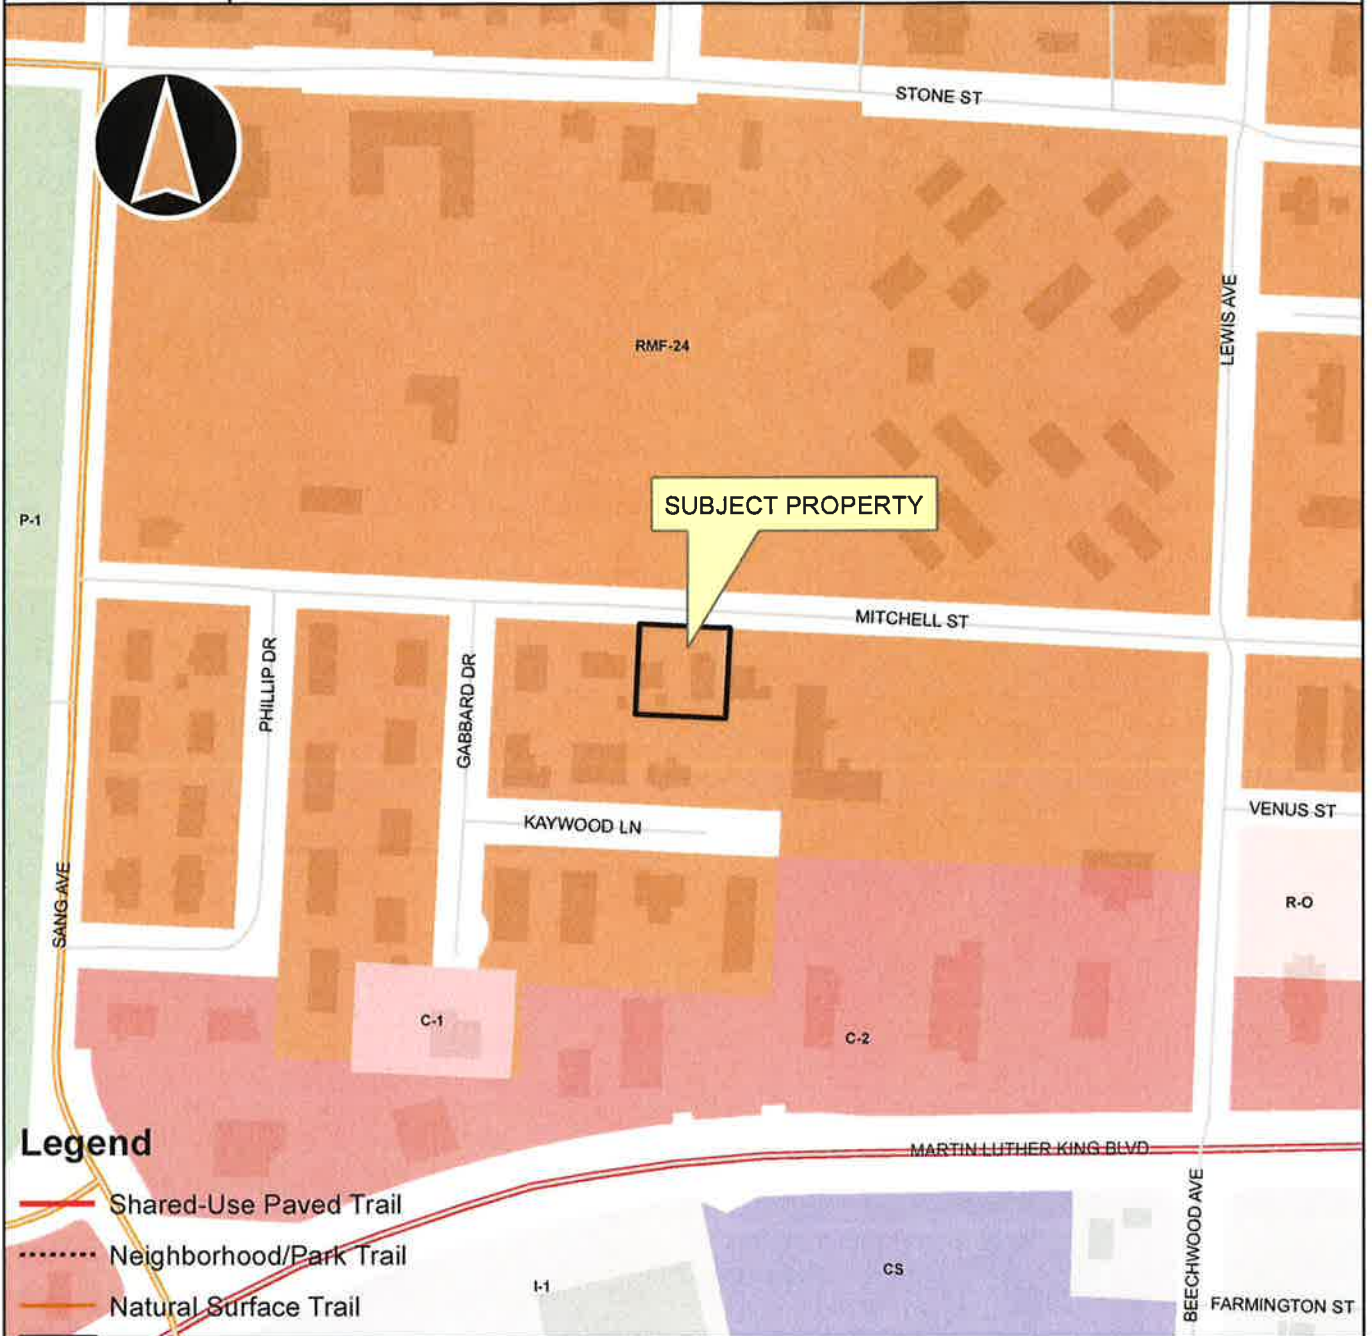 STONE ST
LEWIS AVE
RMF-24
SUBJECT PROPERTY
P-1
MITCHELL ST
PHILLIP DR
GABBARD DR
KAYWOOD LN
VENUS ST
SANG AVE
R-O
C-1
C-2
Legend
MARTIN LUTHER KING BLVD
Shared-Use Paved Trail
Neighborhood/Park Trail
Natural Surface Trail
I-1
CS
BEECHWOOD AVE
FARMINGTON ST